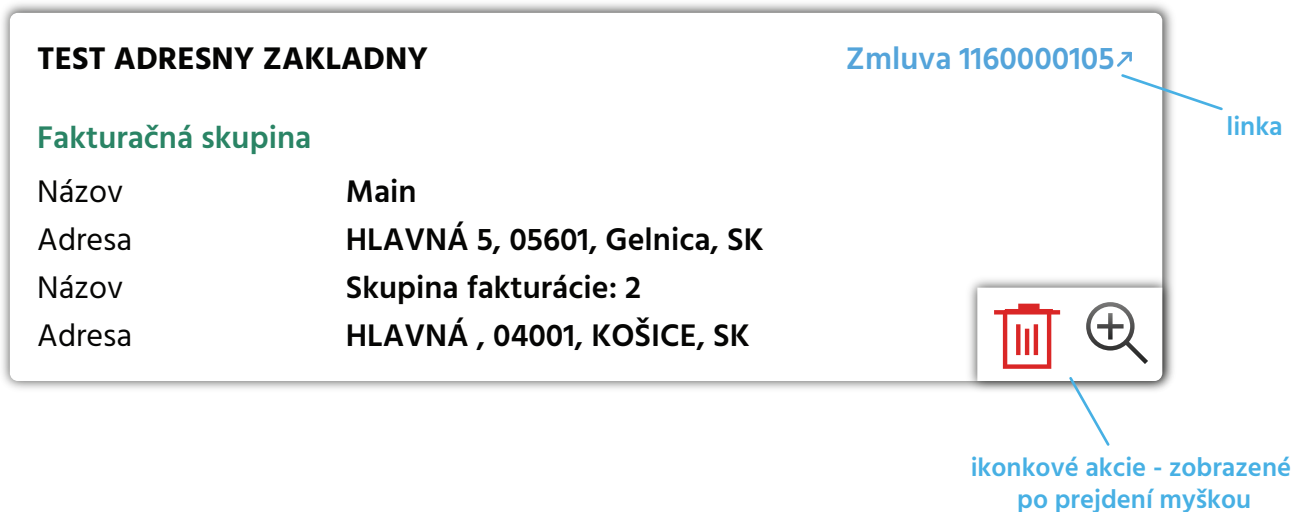 TEST ADRESNY ZAKLADNY Zmluva 1160000105↗
linka
Fakturačná skupina
Názov Main
Adresa HLAVNÁ 5, 05601, Gelnica, SK
Názov Skupina fakturácie: 2
Adresa HLAVNÁ , 04001, KOŠICE, SK
ikonkové akcie - zobrazené
po prejdení myškou